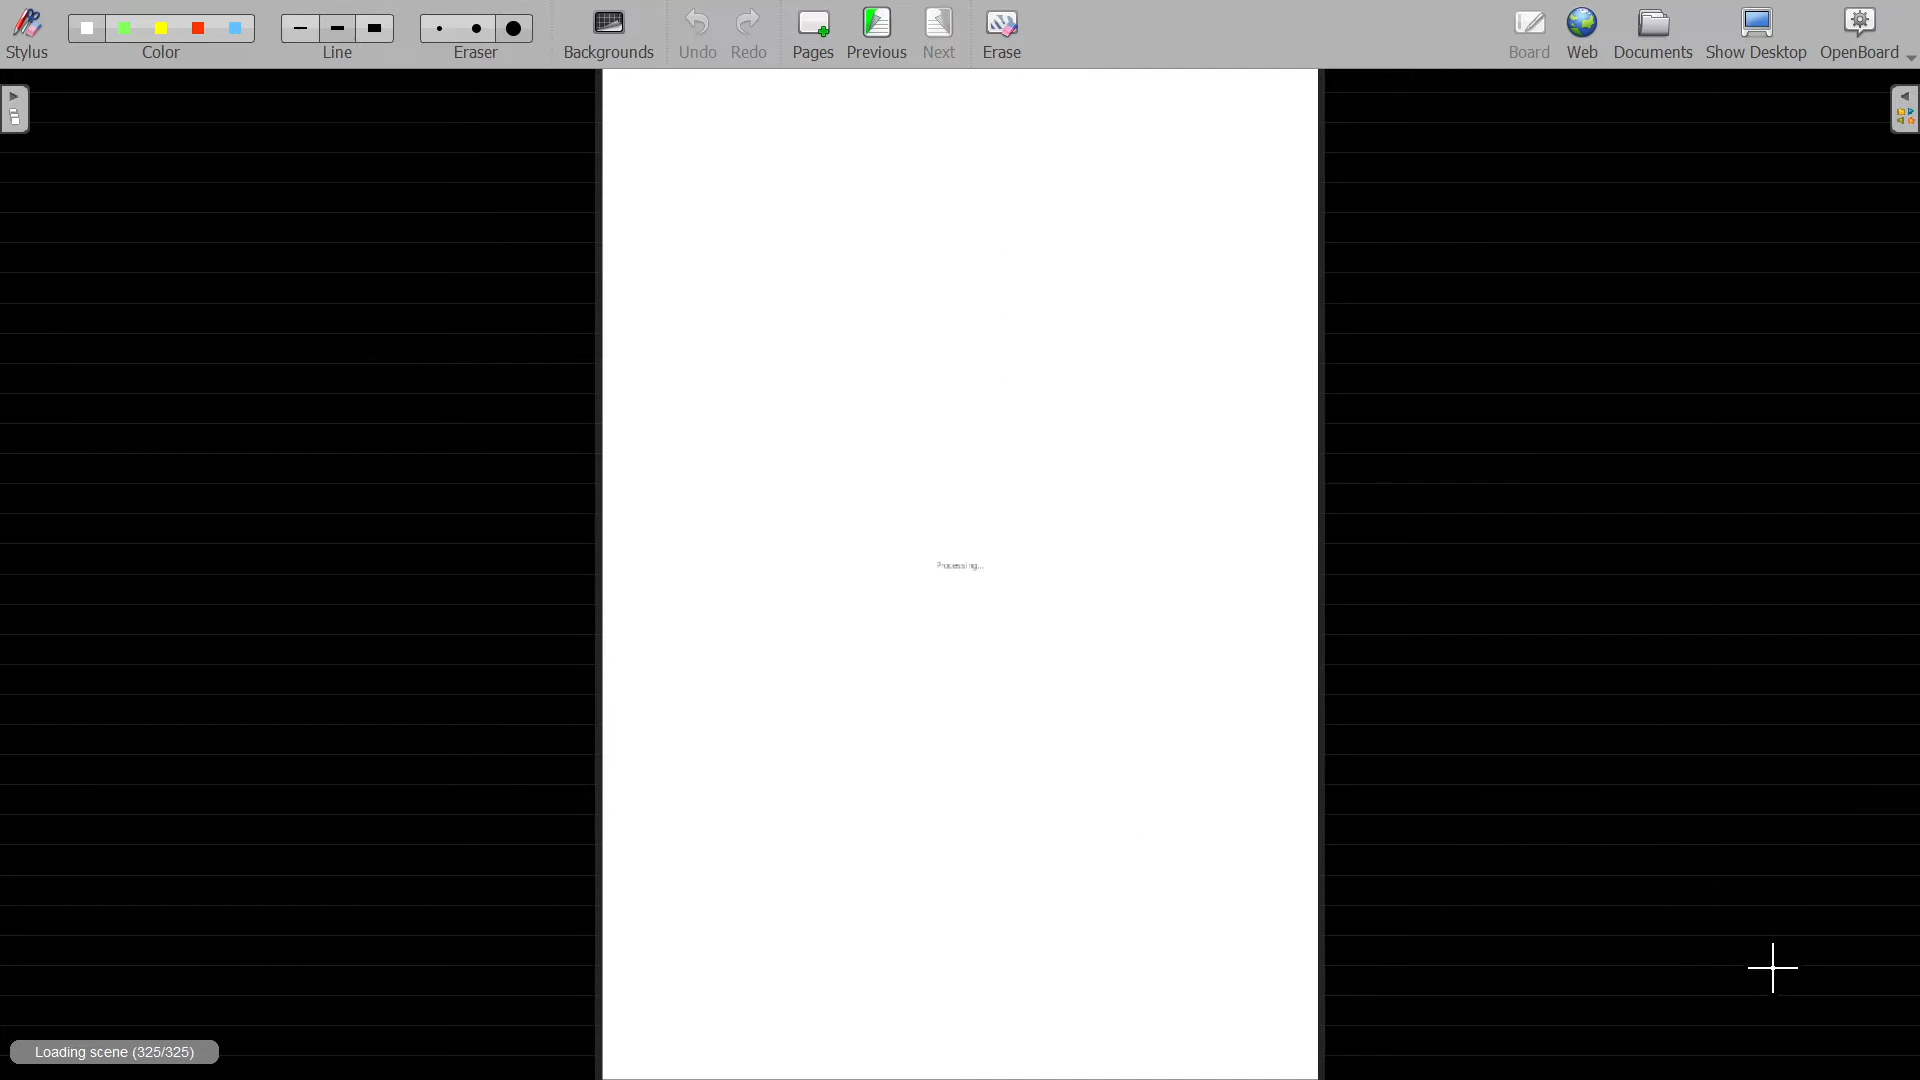 Stylus
Color
Line
Eraser
Backgrounds
Undo
Redo
Pages
Previous
Next
Erase
Board
Web
Documents
Show Desktop
OpenBoard
Processing...
Loading scene (325/325)